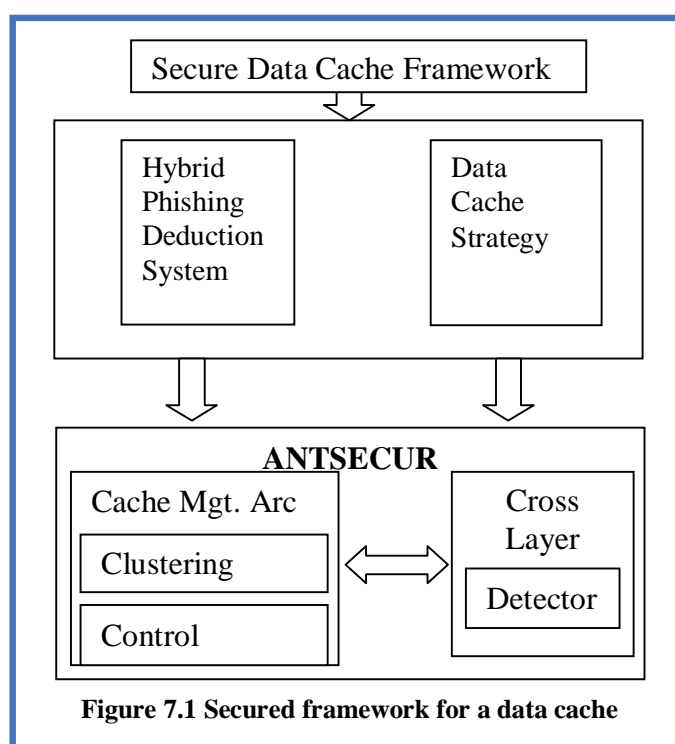 Secure Data Cache Framework
Hybrid
Phishing
Deduction
System
Data
Cache
Strategy
ANTSECUR
Cache Mgt. Arc
Clustering
Control
Cross
Layer
Detector
Figure 7.1 Secured framework for a data cache